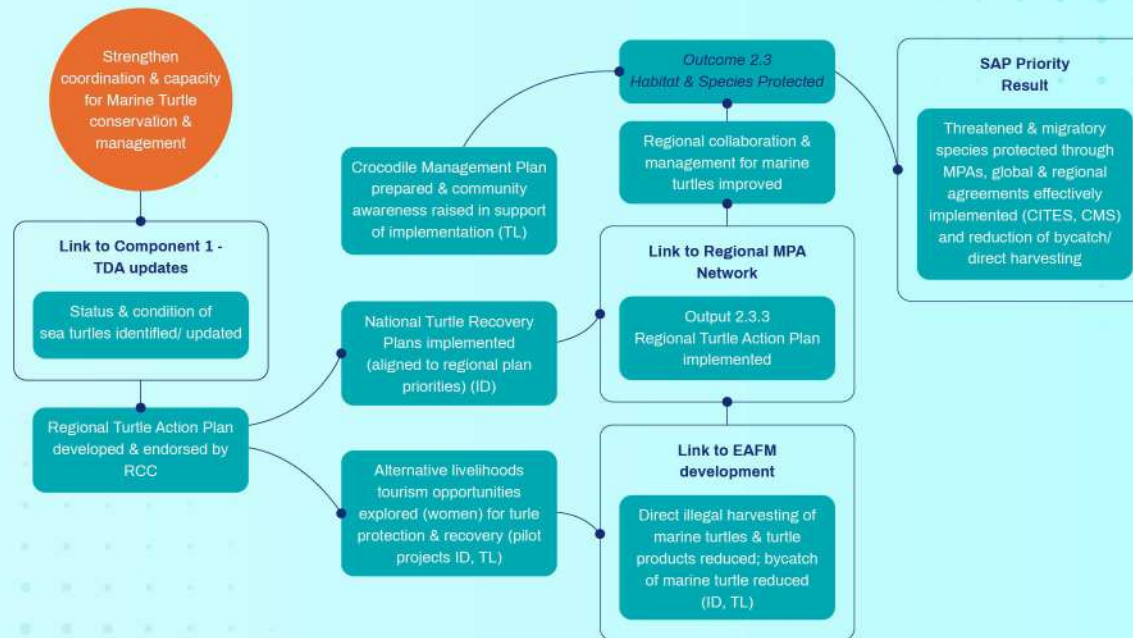 Strengthen
coordination & capacity
for Marine Turtle
conservation &
management
Link to Component 1 -
TDA updates
Status & condition of
sea turtles identified/ updated
Regional Turtle Action Plan
developed & endorsed by
RCC
Crocodile Management Plan
prepared & community
awareness raised in support
of implementation (TL)
National Turtle Recovery
Plans implemented
(aligned to regional plan
priorities) (ID)
Alternative livelihoods
tourism opportunities
explored (women) for turle
protection & recovery (pilot
projects ID, TL)
Outcome 2.3
Habitat & Species Protected
Regional collaboration &
management for marine
turtles improved
Link to Regional MPA
Network
Output 2.3.3
Regional Turtle Action Plan
implemented
Link to EAFM
development
Direct illegal harvesting of
marine turtles & turtle
products reduced; bycatch
of marine turtle reduced
(ID, TL)
SAP Priority
Result
Threatened & migratory
species protected through
MPAs, global & regional
agreements effectively
implemented (CITES, CMS)
and reduction of bycatch/
direct harvesting